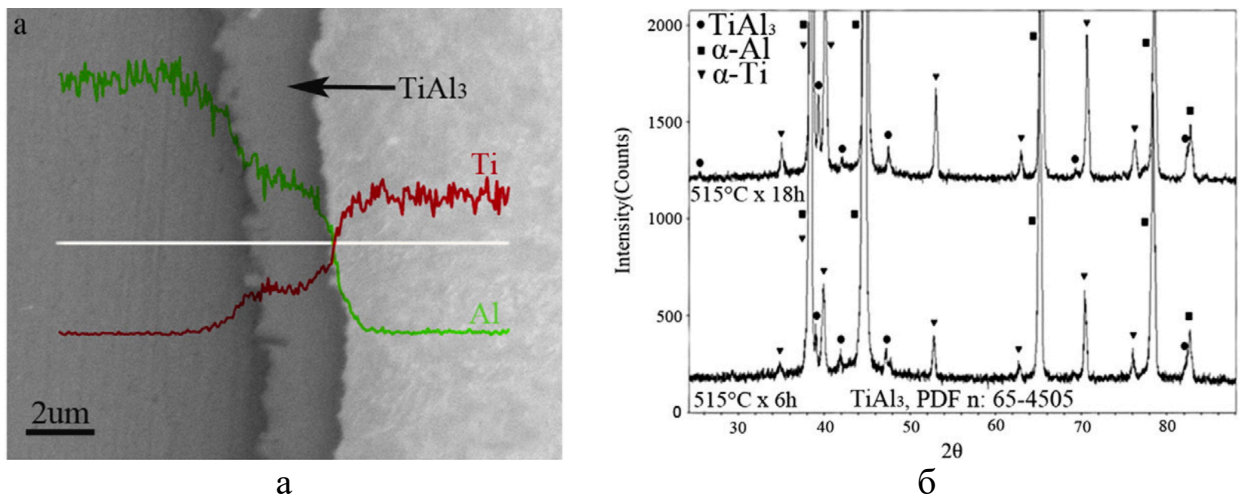 а
TiAl₃
Ti
Al
2um
а
2000
1500
1000
500
0
Intensity(Counts)
TiAl₃
α-Al
α-Ti
515°C x 18h
515°C x 6h
TiAl₃, PDF n: 65-4505
30
40
50
60
70
80
2θ
б